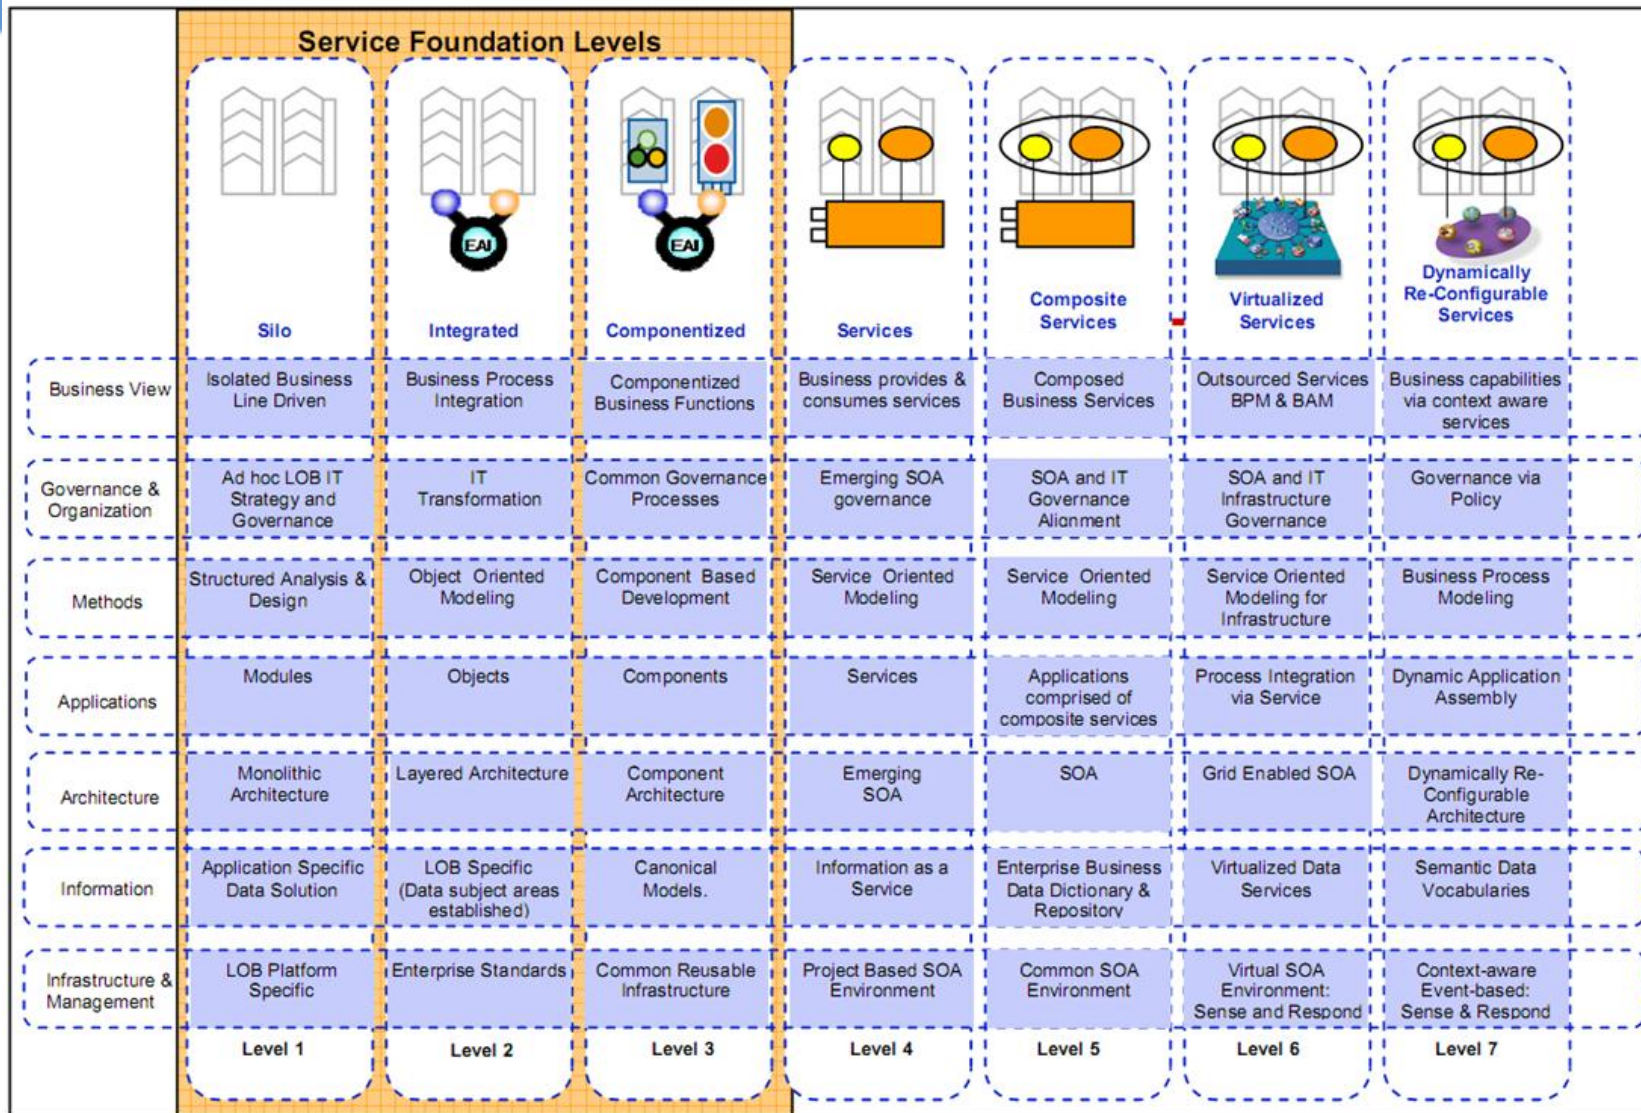 Service Foundation Levels
EAI
EAI
Silo
Integrated
Componentized
Services
Composite
Services
Virtualized
Services
Dynamically
Re-Configurable
Services
Business View
Isolated Business
Line Driven
Business Process
Integration
Componentized
Business Functions
Business provides &
consumes services
Composed
Business Services
Outsourced Services
BPM & BAM
Business capabilities
via context aware
services
Governance &
Organization
Ad hoc LOB IT
Strategy and
Governance
IT
Transformation
Common Governance
Processes
Emerging SOA
governance
SOA and IT
Governance
Alignment
SOA and IT
Infrastructure
Governance
Governance via
Policy
Methods
Structured Analysis &
Design
Object Oriented
Modeling
Component Based
Development
Service Oriented
Modeling
Service Oriented
Modeling
Service Oriented
Modeling for
Infrastructure
Business Process
Modeling
Applications
Modules
Objects
Components
Services
Applications
comprised of
composite services
Process Integration
via Service
Dynamic Application
Assembly
Architecture
Monolithic
Architecture
Layered Architecture
Component
Architecture
Emerging
SOA
SOA
Grid Enabled SOA
Dynamically Re-
Configurable
Architecture
Information
Application Specific
Data Solution
LOB Specific
(Data subject areas
established)
Canonical
Models.
Information as a
Service
Enterprise Business
Data Dictionary &
Repository
Virtualized Data
Services
Semantic Data
Vocabularies
Infrastructure &
Management
LOB Platform
Specific
Enterprise Standards
Common Reusable
Infrastructure
Project Based SOA
Environment
Common SOA
Environment
Virtual SOA
Environment:
Sense and Respond
Context-aware
Event-based:
Sense & Respond
Level 1
Level 2
Level 3
Level 4
Level 5
Level 6
Level 7